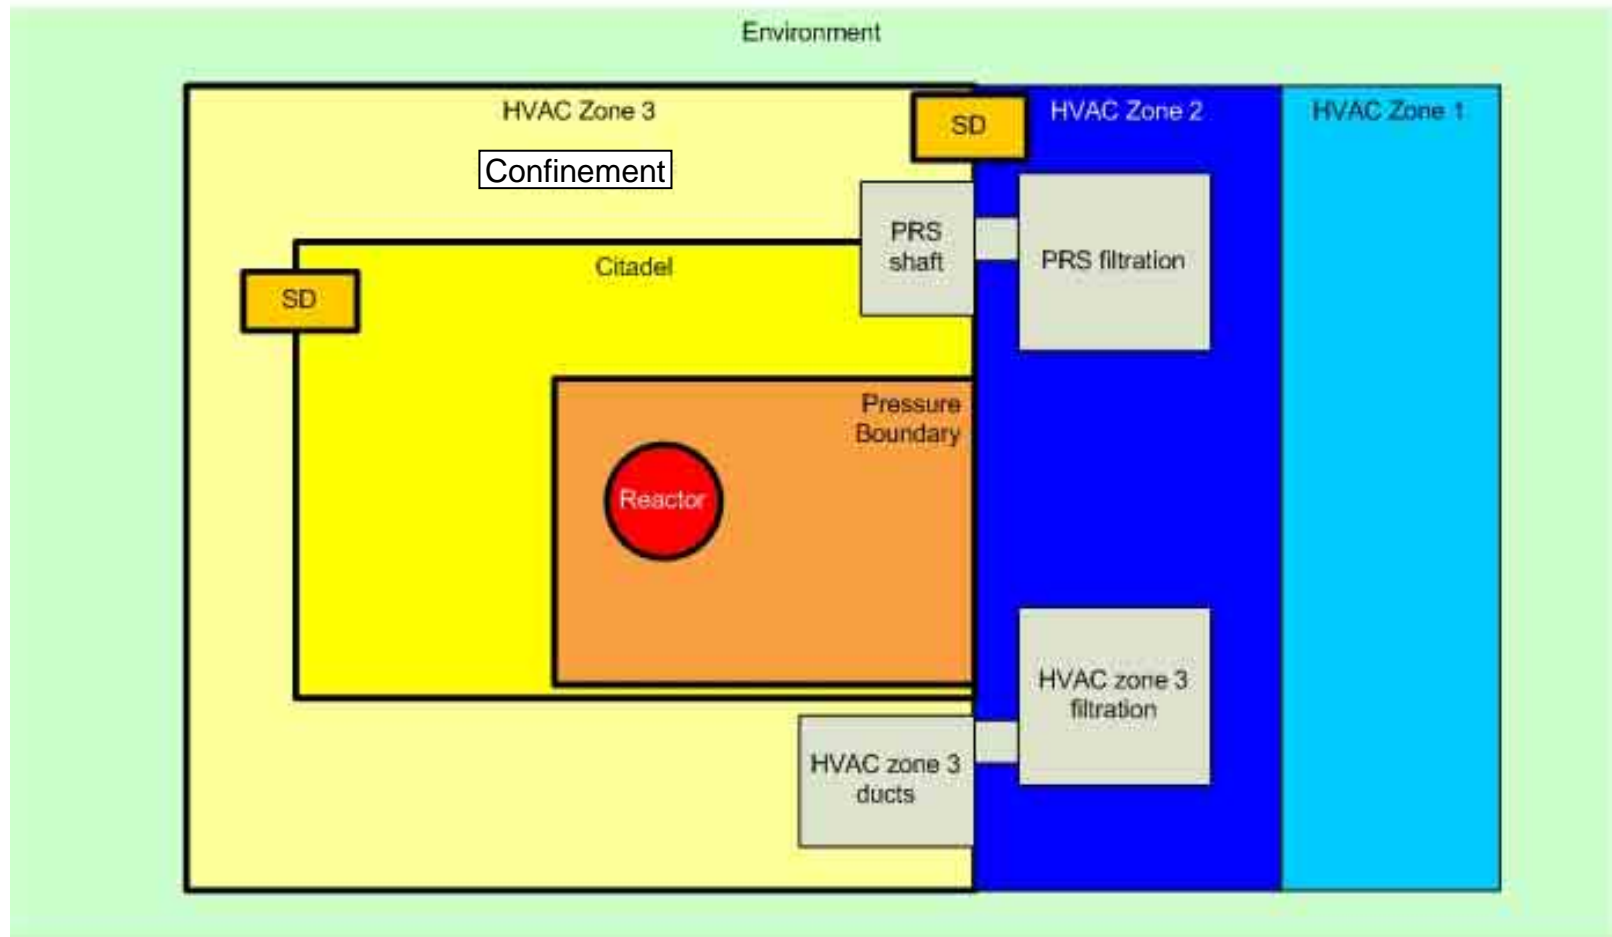 Environment
HVAC Zone 3
SD
HVAC Zone 2
HVAC Zone 1
Confinement
PRS
shaft
PRS filtration
Citadel
SD
Pressure
Boundary
Reactor
HVAC zone 3
filtration
HVAC zone 3
ducts